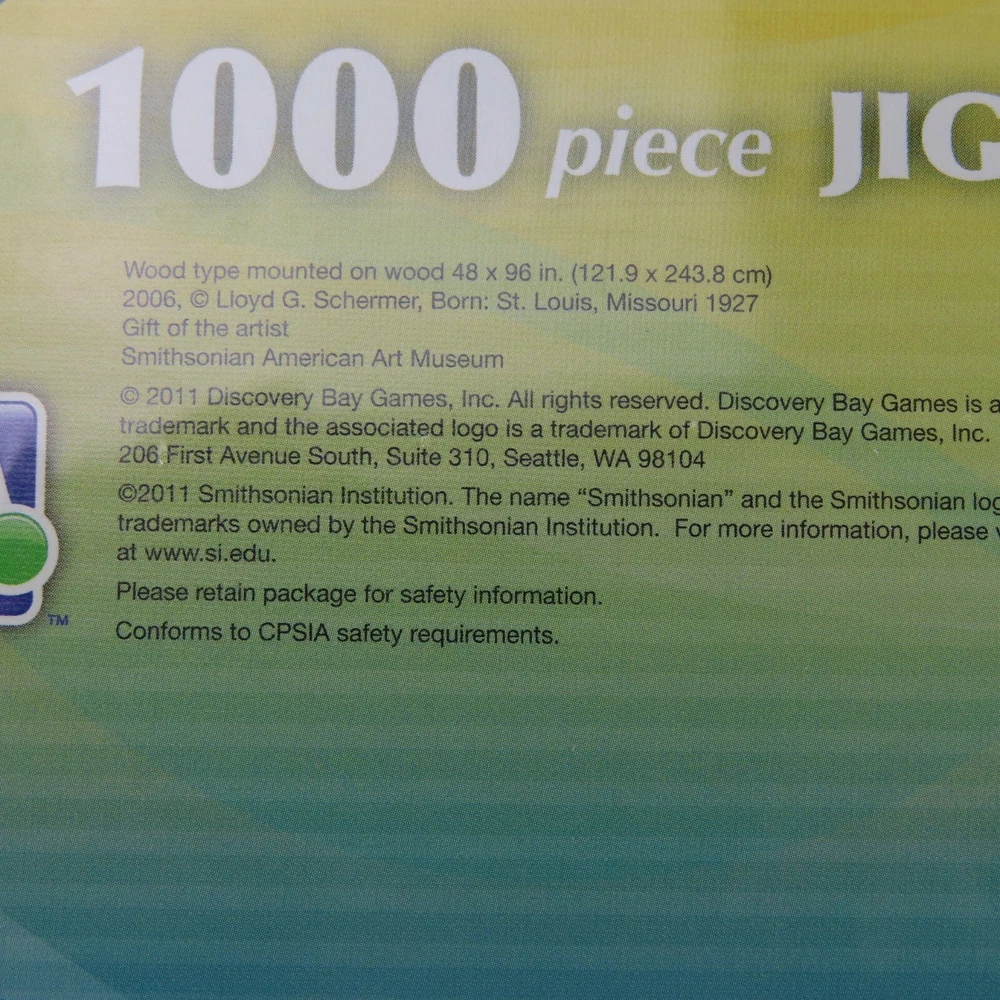 1000 piece JIG
Wood type mounted on wood 48 x 96 in. (121.9 x 243.8 cm)
2006, © Lloyd G. Schermer, Born: St. Louis, Missouri 1927
Gift of the artist
Smithsonian American Art Museum
© 2011 Discovery Bay Games, Inc. All rights reserved. Discovery Bay Games is a
trademark and the associated logo is a trademark of Discovery Bay Games, Inc.
206 First Avenue South, Suite 310, Seattle, WA 98104
©2011 Smithsonian Institution. The name “Smithsonian” and the Smithsonian log
trademarks owned by the Smithsonian Institution. For more information, please
at www.si.edu.
Please retain package for safety information.
TM
Conforms to CPSIA safety requirements.